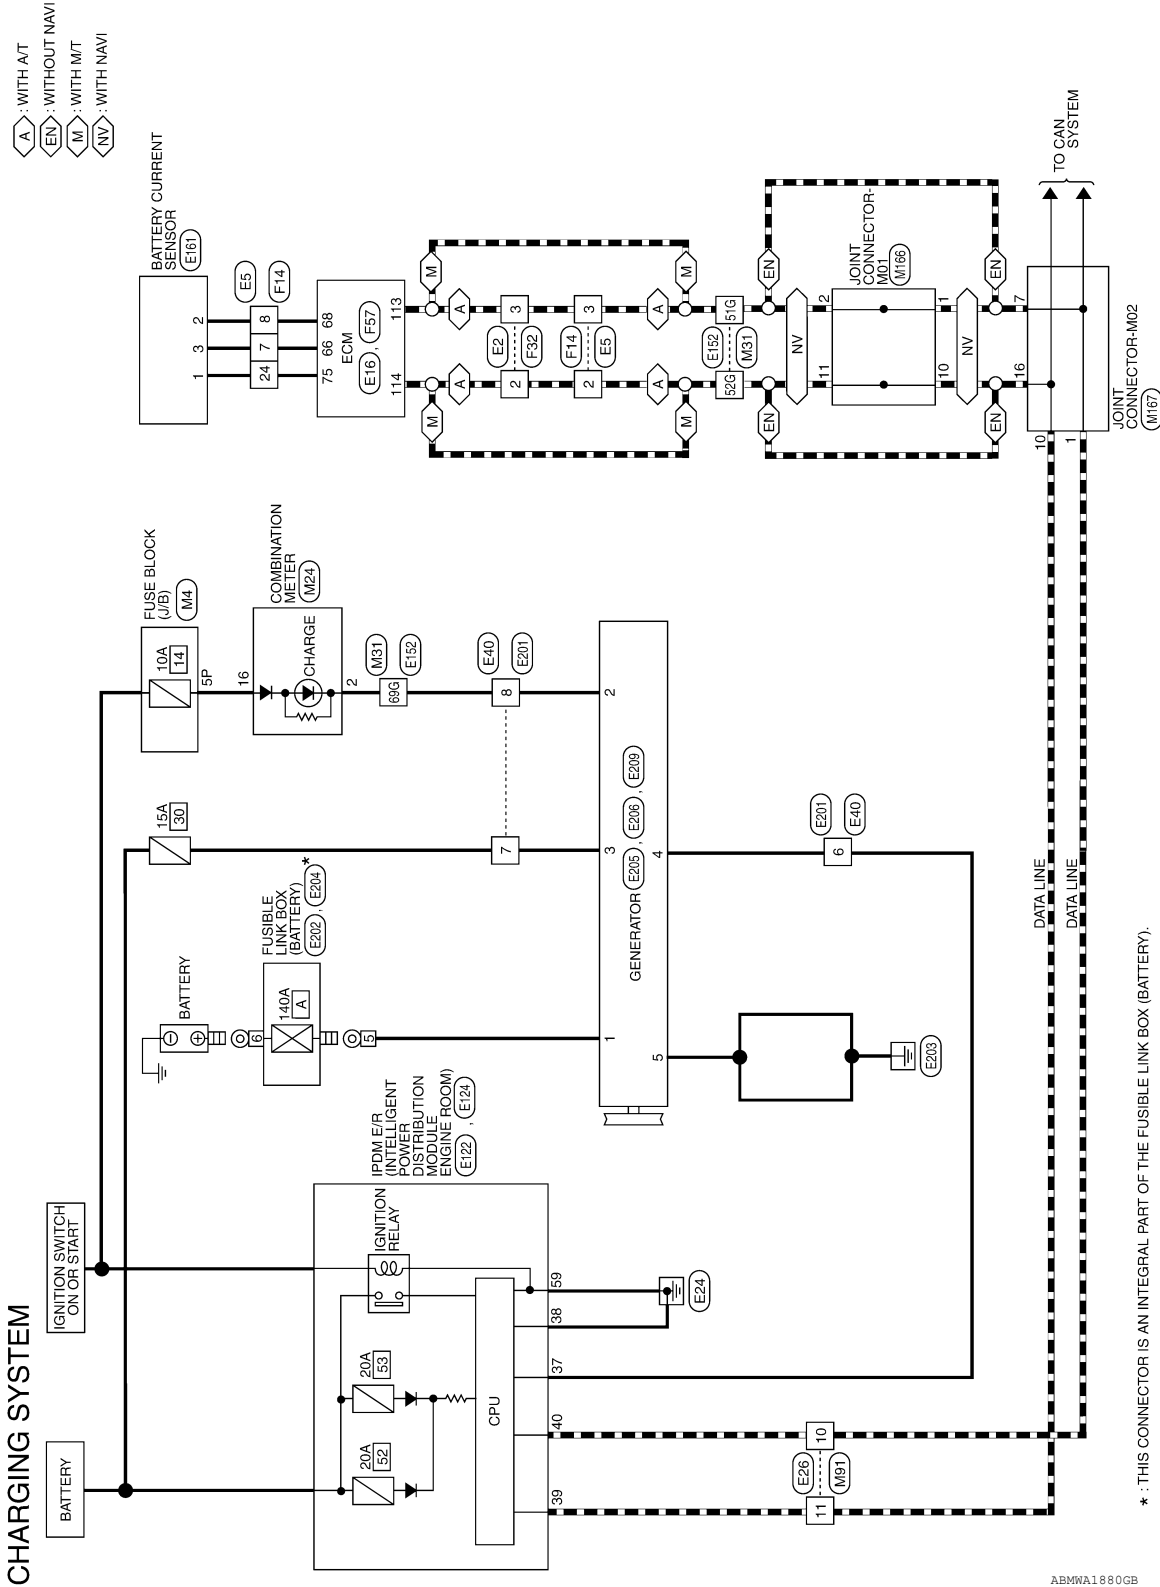 CHARGING SYSTEM
BATTERY
IGNITION SWITCH
ON OR START
20A
52
20A
53
IGNITION
RELAY
CPU
IPDM E/R
(INTELLIGENT
POWER
DISTRIBUTION
MODULE
ENGINE ROOM)
E122 , E124
39
40
37
38
59
E24
11
10
E26
M91
BATTERY
6
140A
A
5
FUSIBLE
LINK BOX
(BATTERY) *
E202 , E204
15A
30
7
FUSE BLOCK
(J/B)
M4
10A
14
5P
16
COMBINATION
METER
M24
CHARGE
2
69G
M31
E152
8
E40
E201
1
3
2
GENERATOR E205 , E206 , E209
5
4
E203
6
E201
E40
DATA LINE
DATA LINE
BATTERY CURRENT
SENSOR
E161
1
3
2
24
7
8
E5
F14
75
66
68
ECM
E16 , F57
114
113
M
A
A
M
2
3
E2
F32
2
3
F14
E5
M
A
A
M
52G
51G
E152
M31
EN
NV
EN
11
2
JOINT
CONNECTOR-
M01
M166
10
1
EN
NV
EN
16
7
10
1
JOINT
CONNECTOR-M02
M167
TO CAN
SYSTEM
A : WITH A/T
EN : WITHOUT NAVI
M : WITH M/T
NV : WITH NAVI
* : THIS CONNECTOR IS AN INTEGRAL PART OF THE FUSIBLE LINK BOX (BATTERY).
ABMWA1880GB